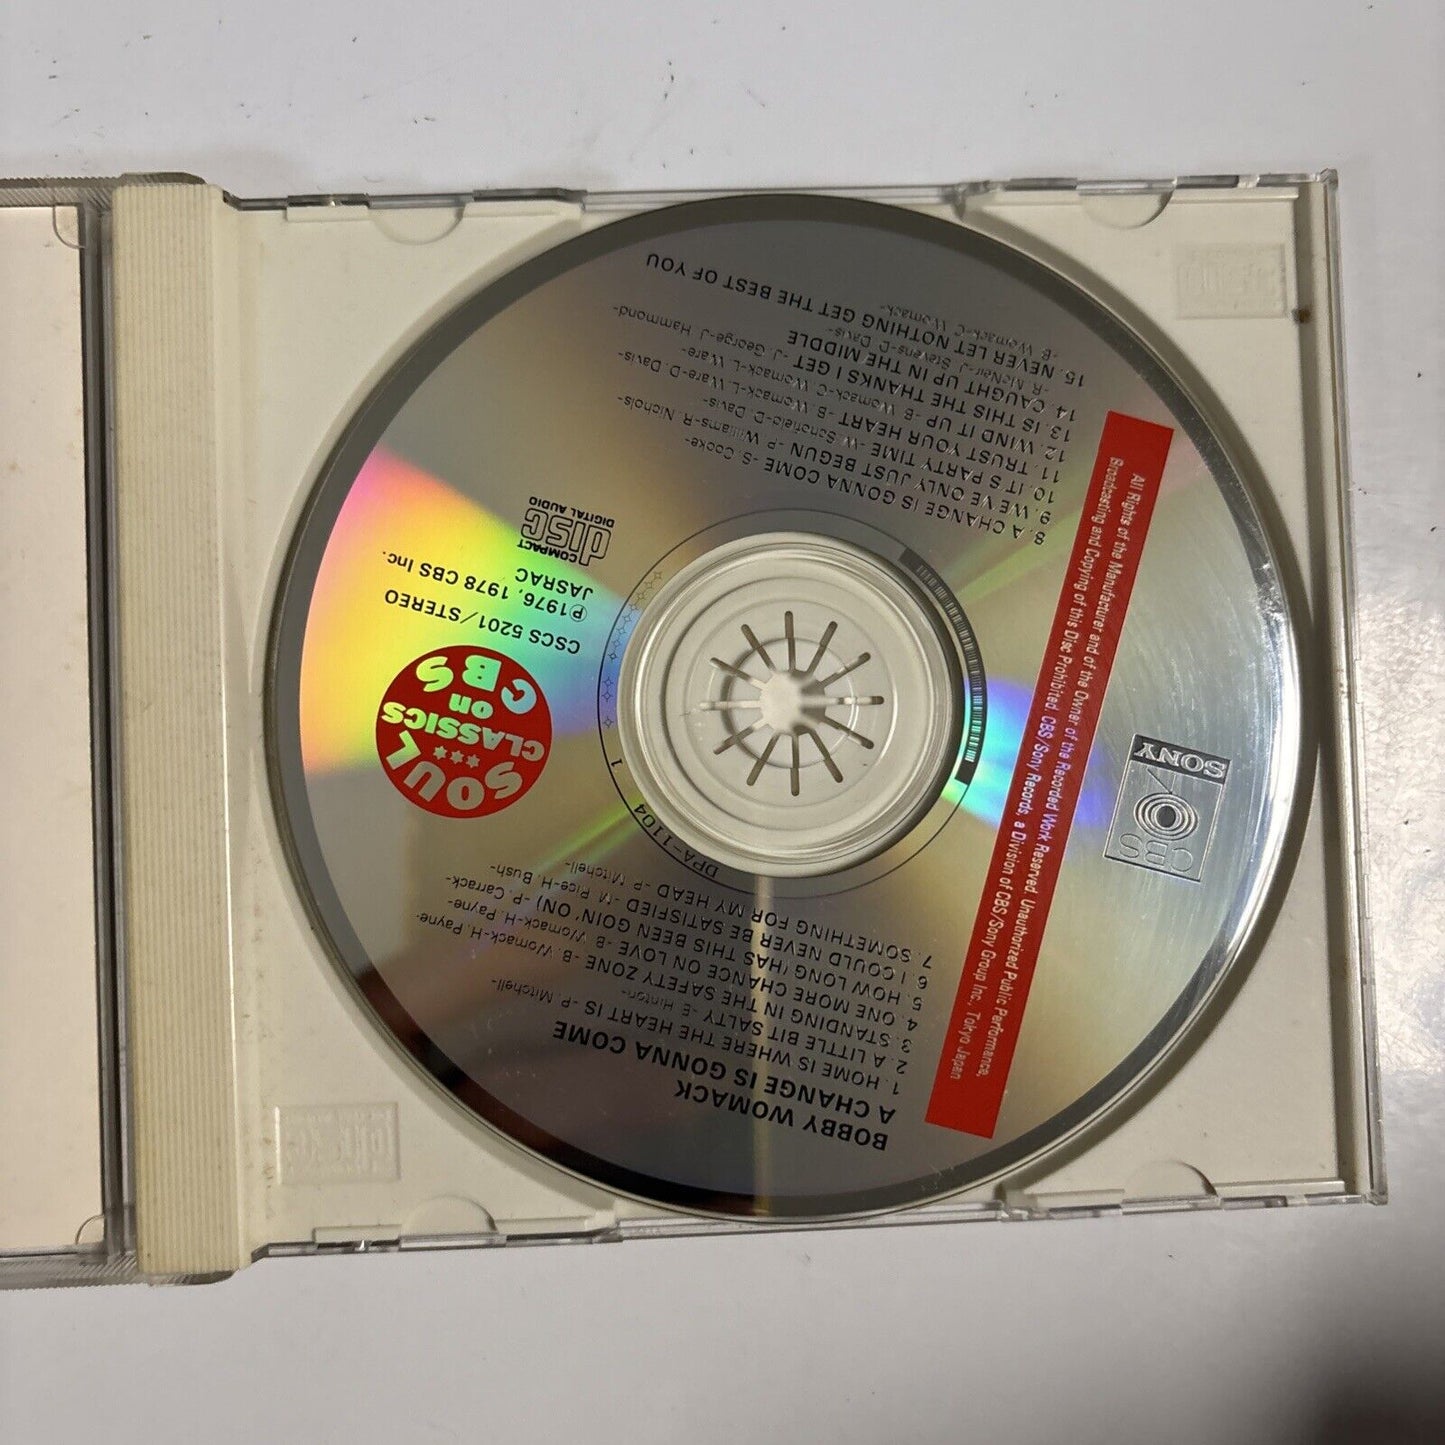 BOBBY WOMACK
A CHANGE IS GONNA COME
1. HOME IS WHERE THE HEART IS -P. Mitchell-
2. A LITTLE BIT SALTY -E. Hinton-
3. STANDING IN THE SAFETY ZONE -B. Womack-H. Payne-
4. ONE MORE CHANCE ON LOVE -B. Womack-H. Payne-
5. HOW LONG (HAS THIS BEEN GOIN' ON) -P. Carrack-
6. I COULD NEVER BE SATISFIED -M. Rice-H. Bush-
7. SOMETHING FOR MY HEAD -P. Mitchell-
DPA-1104 1
SOUL
CLASSICS
on
CBS
CSCS 5201/STEREO
℗1976, 1978 CBS Inc.
JASRAC
COMPACT
disc
DIGITAL AUDIO
8. A CHANGE IS GONNA COME -S. Cooke-
9. WE'VE ONLY JUST BEGUN -P. Williams-R. Nichols-
10. IT'S PARTY TIME -W. Schofield-D. Davis-
11. TRUST YOUR HEART -B. Womack-L. Ware-D. Davis-
12. WIND IT UP -B. Womack-C. Womack-L. Ware-
13. IS THIS THE THANKS I GET -J. George-J. Hammond-
-R. McNeir-J. Stevens-D. Davis-
14. CAUGHT UP IN THE MIDDLE
15. NEVER LET NOTHING GET THE BEST OF YOU
-B. Womack-C. Womack-
All Rights of the Manufacturer and of the Owner of the Recorded Work Reserved. Unauthorized Public Performance,
Broadcasting and Copying of this Disc Prohibited. CBS/Sony Records, a Division of CBS/Sony Group Inc., Tokyo Japan
CBS
SONY